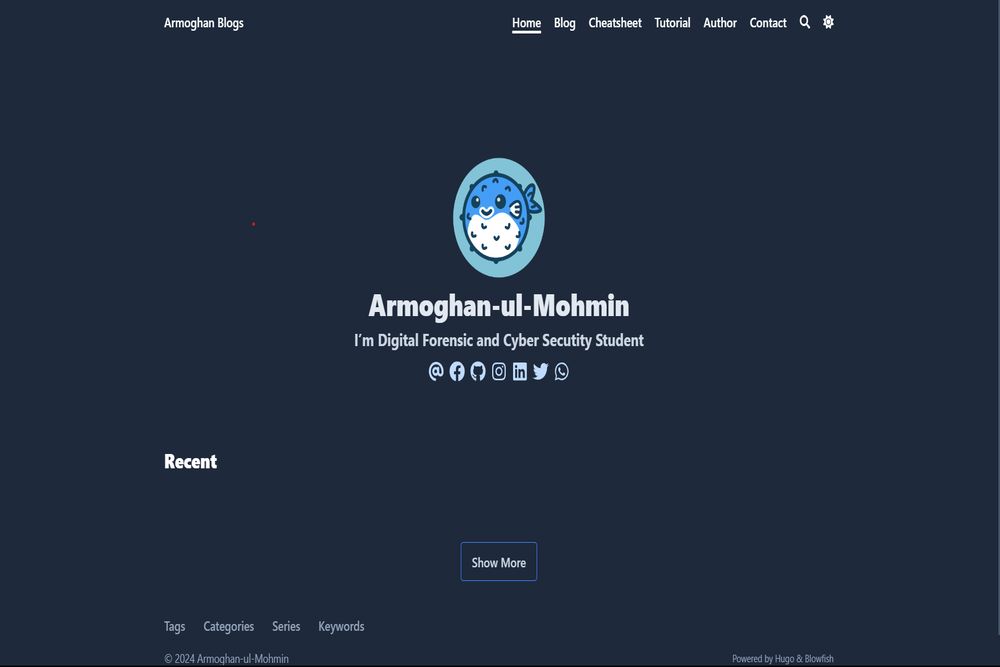 Armoghan Blogs Home Blog Cheatsheet Tutorial Author Contact
Armoghan-ul-Mohmin
I'm Digital Forensic and Cyber Secutity Student
Recent
Show More
Tags Categories Series Keywords
© 2024 Armoghan-ul-Mohmin Powered by Hugo & Blowfish